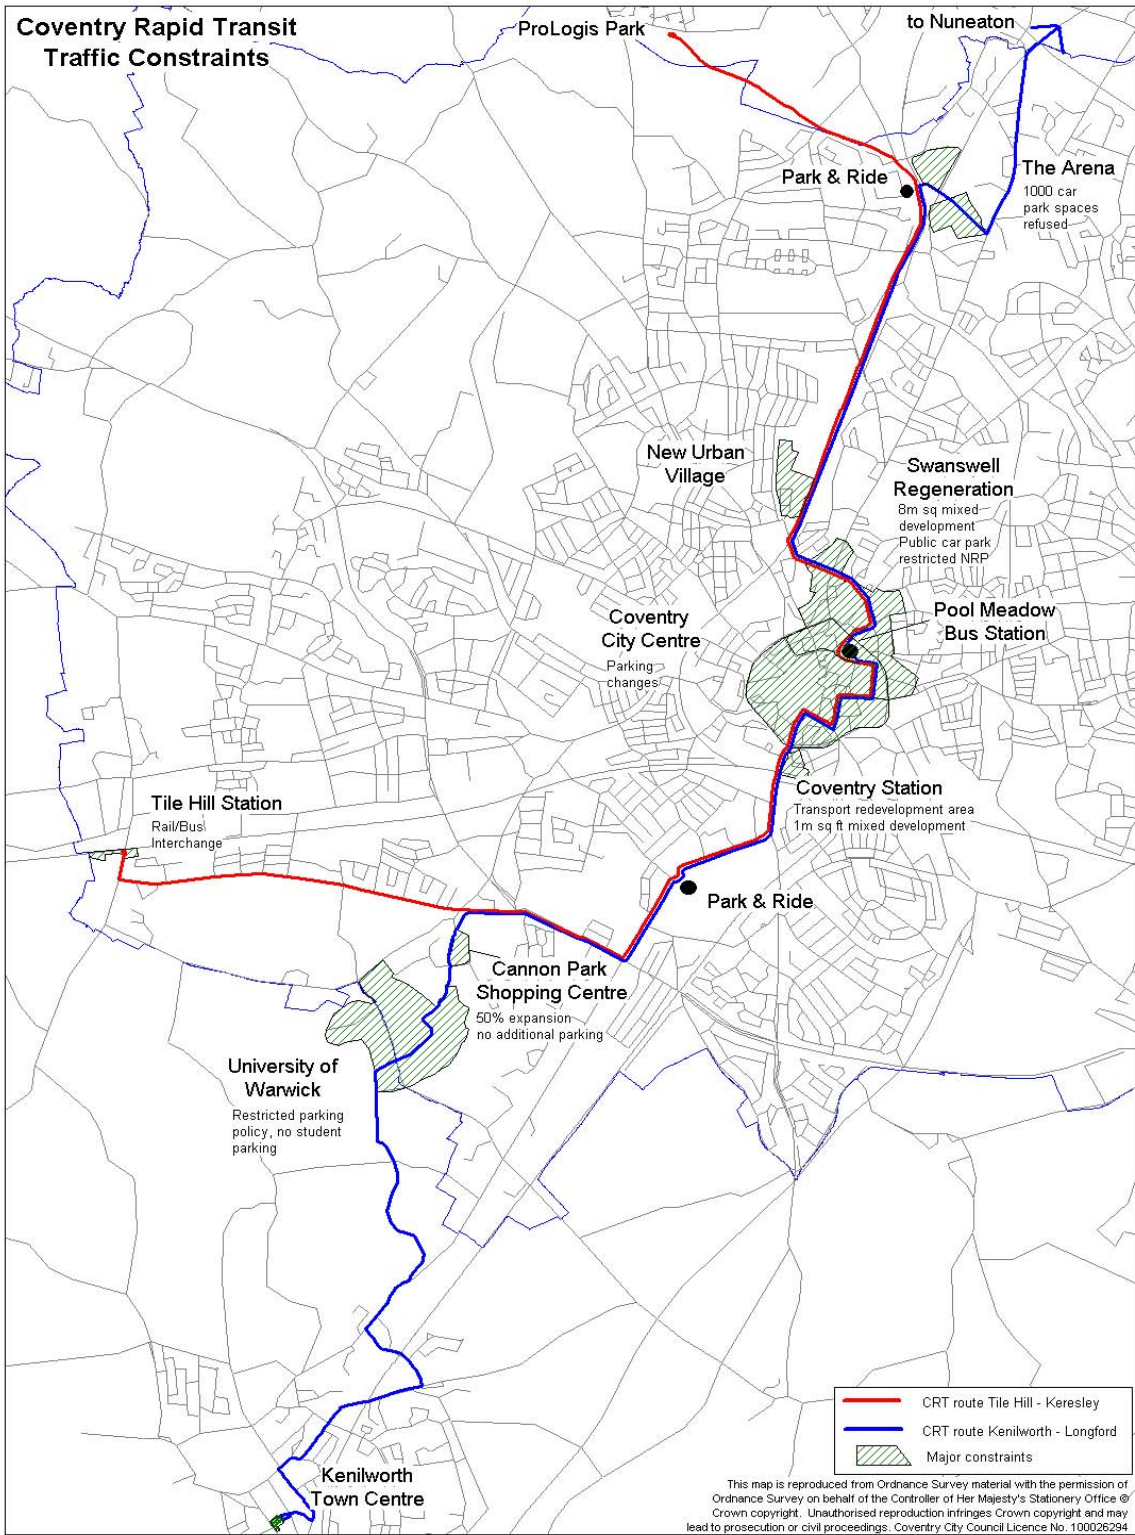 Coventry Rapid Transit
Traffic Constraints
ProLogis Park
to Nuneaton
Park & Ride
The Arena
1000 car
park spaces
refused
New Urban
Village
Swanswell
Regeneration
8m sq mixed
development
Public car park
restricted NRP
Coventry
City Centre
Parking
changes
Pool Meadow
Bus Station
Tile Hill Station
Rail/Bus
Interchange
Coventry Station
Transport redevelopment area
1m sq ft mixed development
Park & Ride
Cannon Park
Shopping Centre
50% expansion
no additional parking
University of
Warwick
Restricted parking
policy, no student
parking
Kenilworth
Town Centre
CRT route Tile Hill - Keresley
CRT route Kenilworth - Longford
Major constraints
This map is reproduced from Ordnance Survey material with the permission of
Ordnance Survey on behalf of the Controller of Her Majesty's Stationery Office ©
Crown copyright. Unauthorised reproduction infringes Crown copyright and may
lead to prosecution or civil proceedings. Coventry City Council Licence No. 100026294